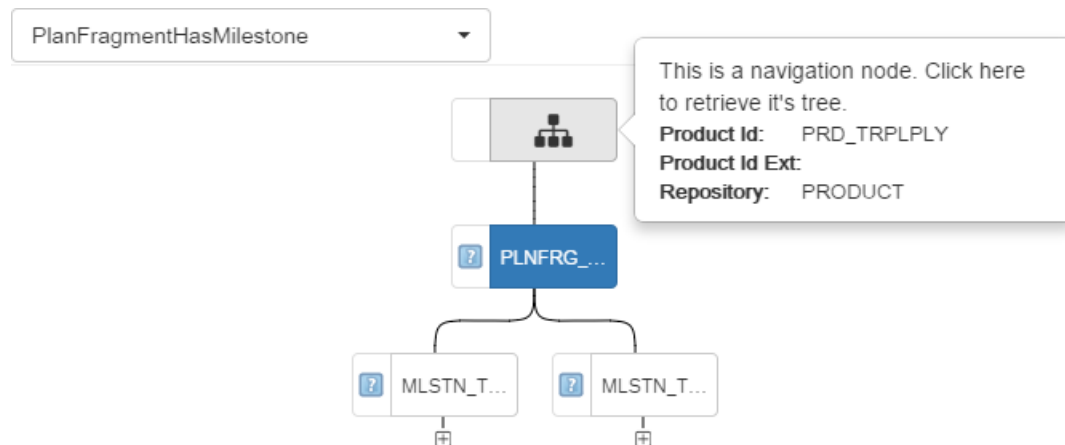 PlanFragmentHasMilestone
This is a navigation node. Click here
to retrieve it's tree.
Product Id: PRD_TRPLPLY
Product Id Ext:
Repository: PRODUCT
? PLNFRG_...
? MLSTN_T...
? MLSTN_T...